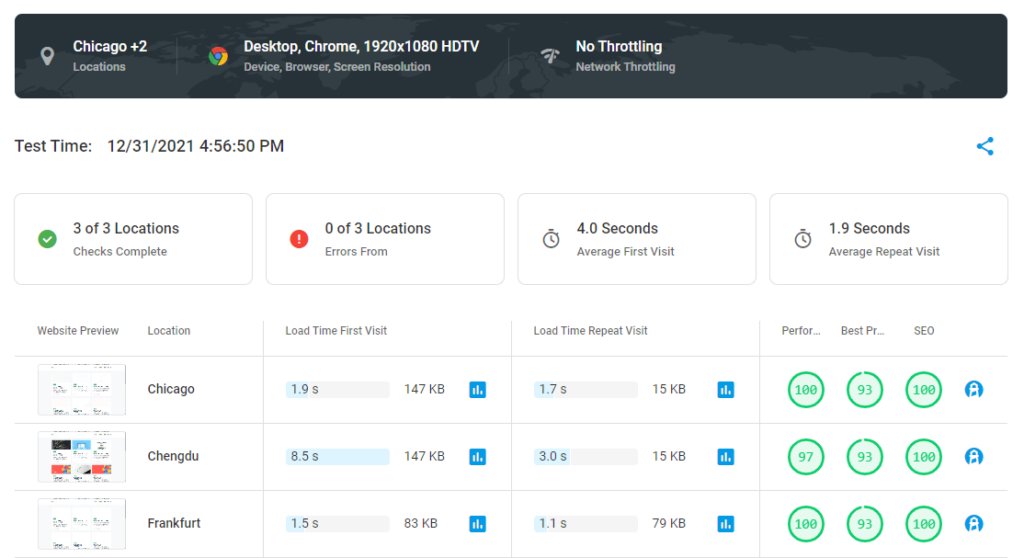 Chicago +2
Locations
Desktop, Chrome, 1920x1080 HDTV
Device, Browser, Screen Resolution
No Throttling
Network Throttling
Test Time: 12/31/2021 4:56:50 PM
3 of 3 Locations
Checks Complete
0 of 3 Locations
Errors From
4.0 Seconds
Average First Visit
1.9 Seconds
Average Repeat Visit
Website Preview Location Load Time First Visit Load Time Repeat Visit Perfor... Best Pr... SEO
Chicago 1.9 s 147 KB 1.7 s 15 KB 100 93 100
Chengdu 8.5 s 147 KB 3.0 s 15 KB 97 93 100
Frankfurt 1.5 s 83 KB 1.1 s 79 KB 100 93 100